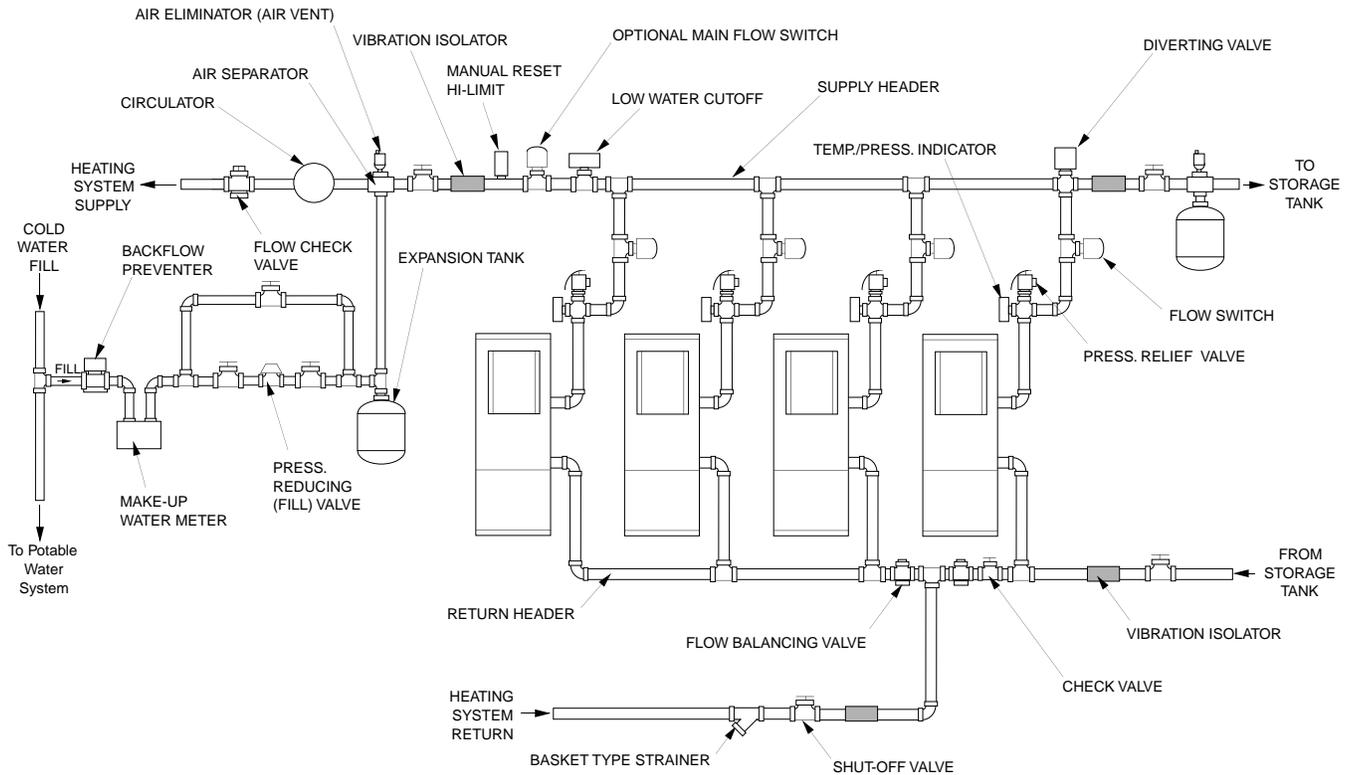 AIR ELIMINATOR (AIR VENT)
VIBRATION ISOLATOR
OPTIONAL MAIN FLOW SWITCH
DIVERTING VALVE
AIR SEPARATOR
MANUAL RESET
HI-LIMIT
SUPPLY HEADER
CIRCULATOR
LOW WATER CUTOFF
TEMP./PRESS. INDICATOR
HEATING
SYSTEM
SUPPLY
TO
STORAGE
TANK
COLD
WATER
FILL
BACKFLOW
PREVENTER
FLOW CHECK
VALVE
EXPANSION TANK
FLOW SWITCH
PRESS. RELIEF VALVE
FILL
PRESS.
REDUCING
(FILL) VALVE
MAKE-UP
WATER METER
To Potable
Water
System
FROM
STORAGE
TANK
RETURN HEADER
FLOW BALANCING VALVE
VIBRATION ISOLATOR
CHECK VALVE
HEATING
SYSTEM
RETURN
BASKET TYPE STRAINER
SHUT-OFF VALVE